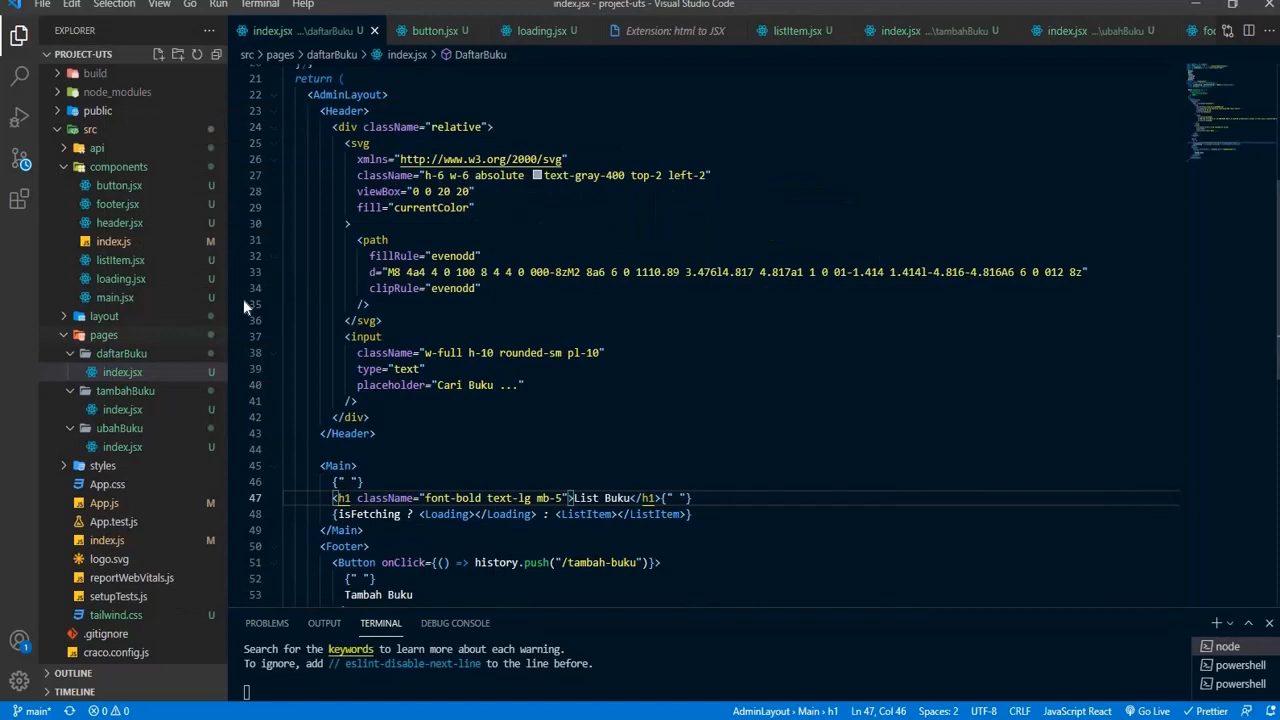 File Edit Selection View Go Run Terminal Help
index.jsx - project-uts - Visual Studio Code
EXPLORER
index.jsx ...\daftarBuku U
button.jsx U
loading.jsx U
Extension: html to JSX
listItem.jsx U
index.jsx ...\tambahBuku U
index.jsx ...\ubahBuku U
PROJECT-UTS
src > pages > daftarBuku > index.jsx > DaftarBuku
build
node_modules
public
src
api
components
button.jsx U
footer.jsx U
header.jsx U
index.js M
listItem.jsx U
loading.jsx U
main.jsx U
layout
pages
daftarBuku
index.jsx U
tambahBuku
index.jsx U
ubahBuku
index.jsx U
styles
App.css
App.js M
App.test.js
index.js M
logo.svg
reportWebVitals.js
setupTests.js
tailwind.css U
.gitignore
craco.config.js
OUTLINE
TIMELINE
21 return (
22 <AdminLayout>
23 <Header>
24 <div className="relative">
25 <svg
26 xmlns="http://www.w3.org/2000/svg"
27 className="h-6 w-6 absolute text-gray-400 top-2 left-2"
28 viewBox="0 0 20 20"
29 fill="currentColor"
30 >
31 <path
32 fillRule="evenodd"
33 d="M8 4a4 4 0 100 8 4 4 0 000-8zM2 8a6 6 0 1110.89 3.476l4.817 4.817a1 1 0 01-1.414 1.414l-4.816-4.816A6 6 0 012 8z"
34 clipRule="evenodd"
35 />
36 </svg>
37 <input
38 className="w-full h-10 rounded-sm pl-10"
39 type="text"
40 placeholder="Cari Buku ..."
41 />
42 </div>
43 </Header>
44
45 <Main>
46 {" "}
47 <h1 className="font-bold text-lg mb-5">List Buku</h1>{" "}
48 {isFetching ? <Loading></Loading> : <ListItem></ListItem>}
49 </Main>
50 <Footer>
51 <Button onClick={() => history.push("/tambah-buku")}>
52 {" "}
53 Tambah Buku
PROBLEMS OUTPUT TERMINAL DEBUG CONSOLE
Search for the keywords to learn more about each warning.
To ignore, add // eslint-disable-next-line to the line before.
node
powershell
powershell
main* 0 0 AdminLayout > Main > h1 Ln 47, Col 46 Spaces: 2 UTF-8 CRLF JavaScript React Go Live Prettier